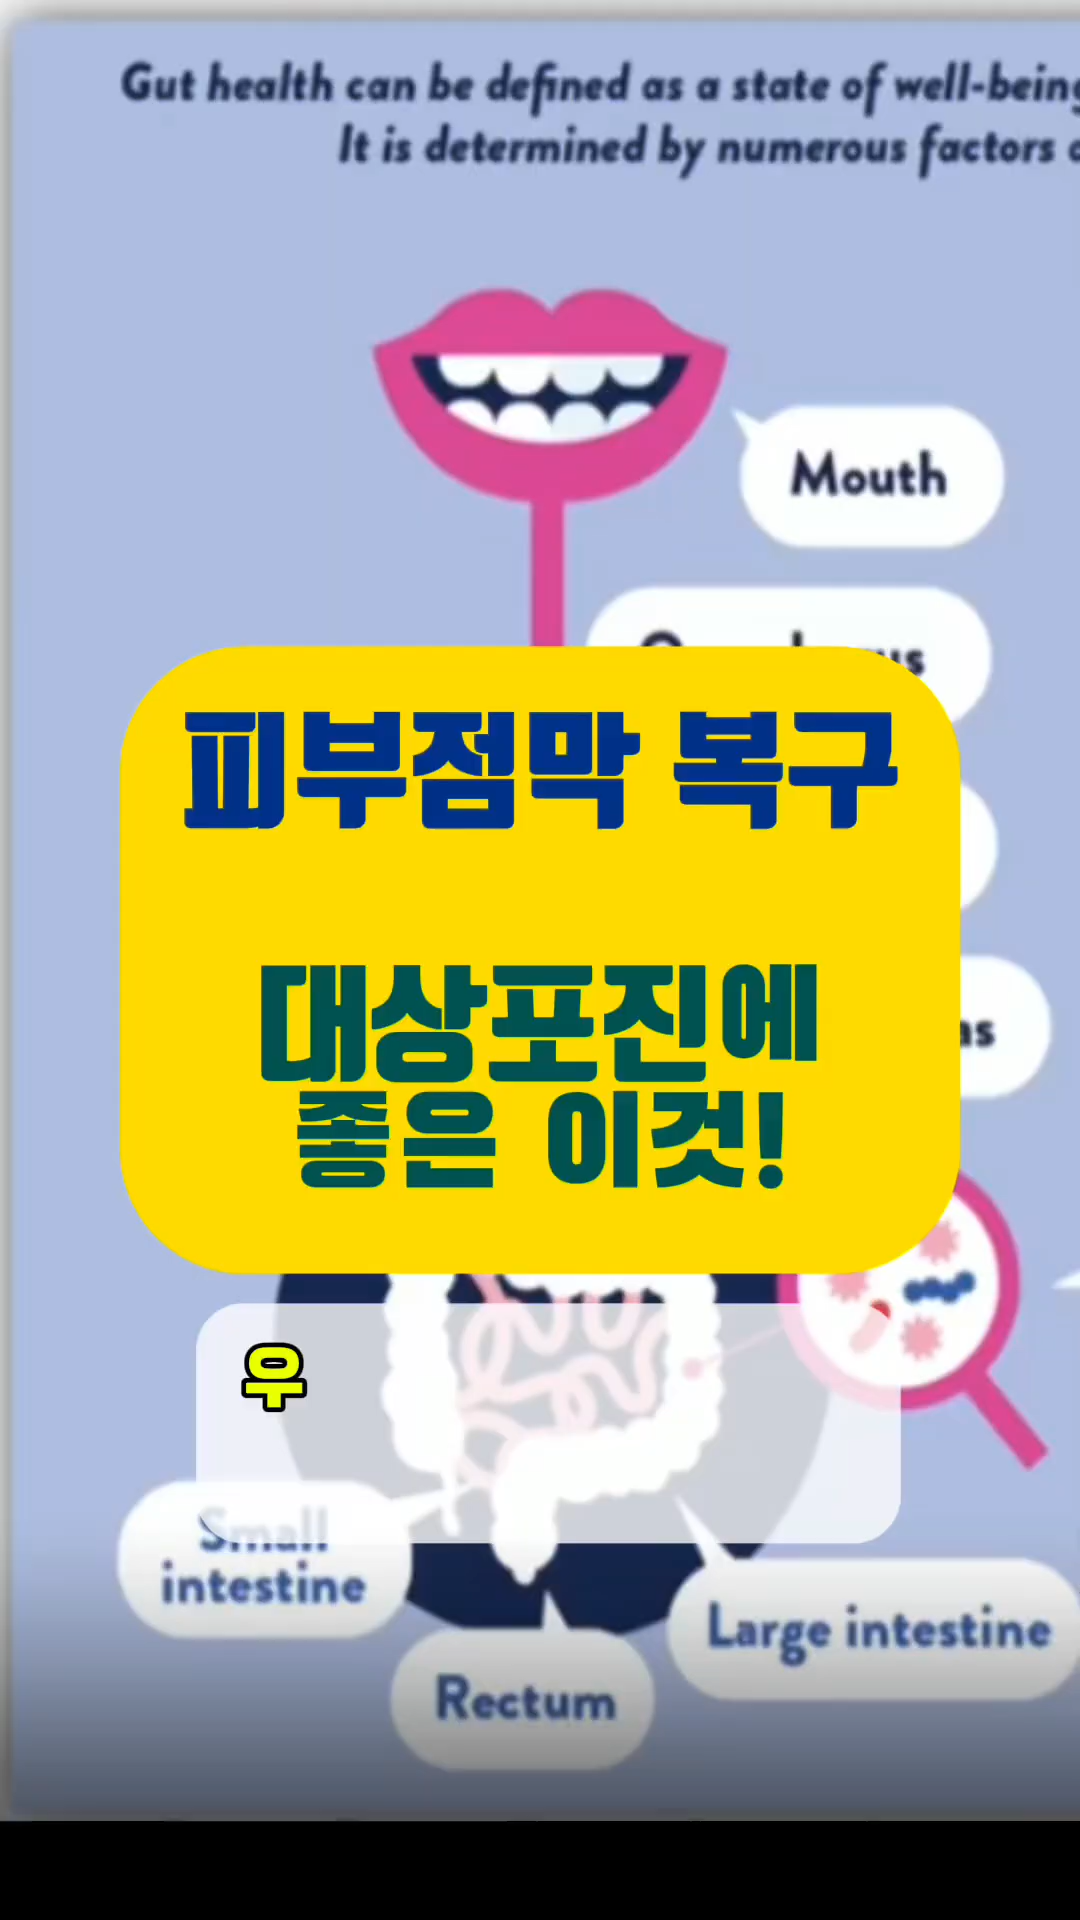 Gut health can be defined as a state of well-being
It is determined by numerous factors
Mouth
피부점막 복구
대상포진에
좋은 이것!
우
Small
intestine
Large intestine
Rectum